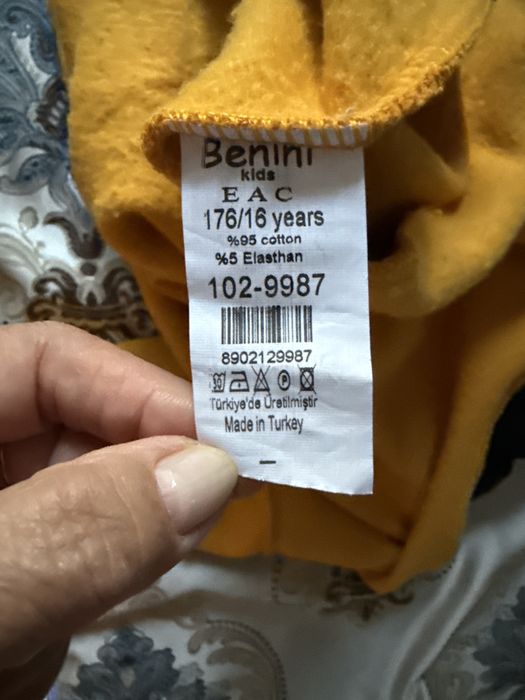 Benini
kids
EAC
176/16 years
%95 cotton
%5 Elasthan
102-9987
8902129987
30 P
Türkiye'de Üretilmiştir
Made in Turkey